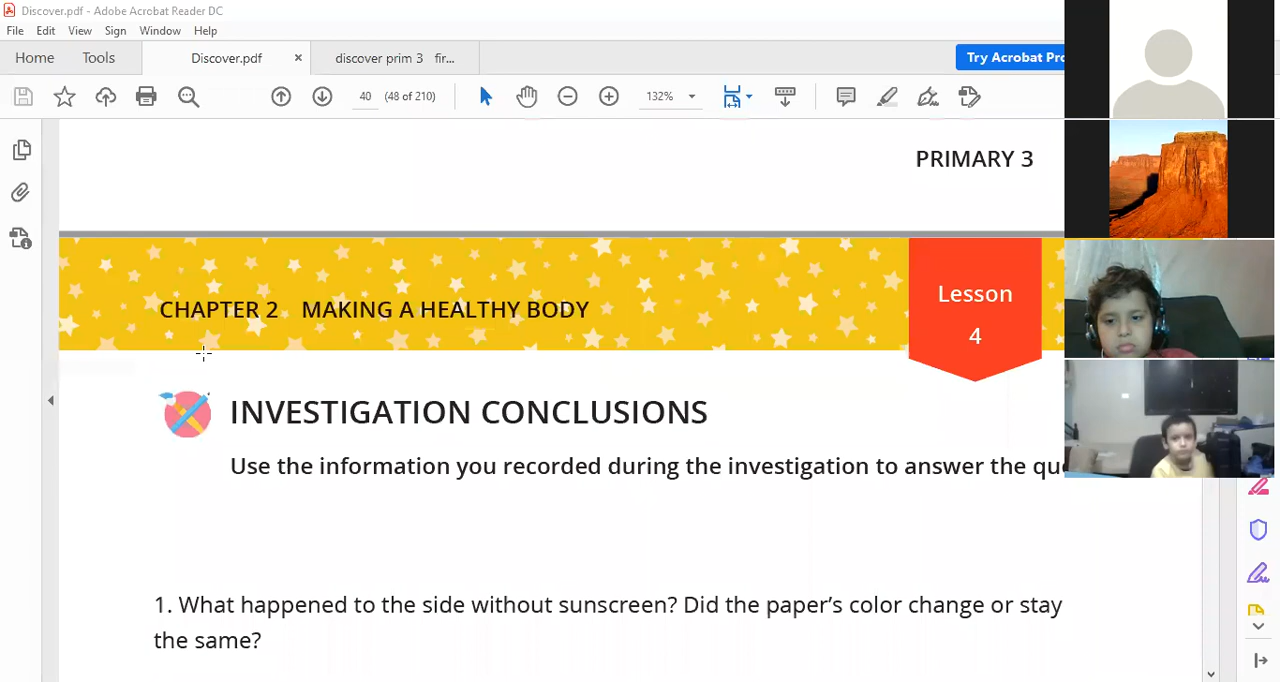 Discover.pdf - Adobe Acrobat Reader DC
File Edit View Sign Window Help
Home Tools Discover.pdf × discover prim 3 fir... Try Acrobat Pro
40 (48 of 210) 132%
PRIMARY 3
CHAPTER 2 MAKING A HEALTHY BODY
Lesson
4
INVESTIGATION CONCLUSIONS
Use the information you recorded during the investigation to answer the qu
1. What happened to the side without sunscreen? Did the paper's color change or stay
the same?